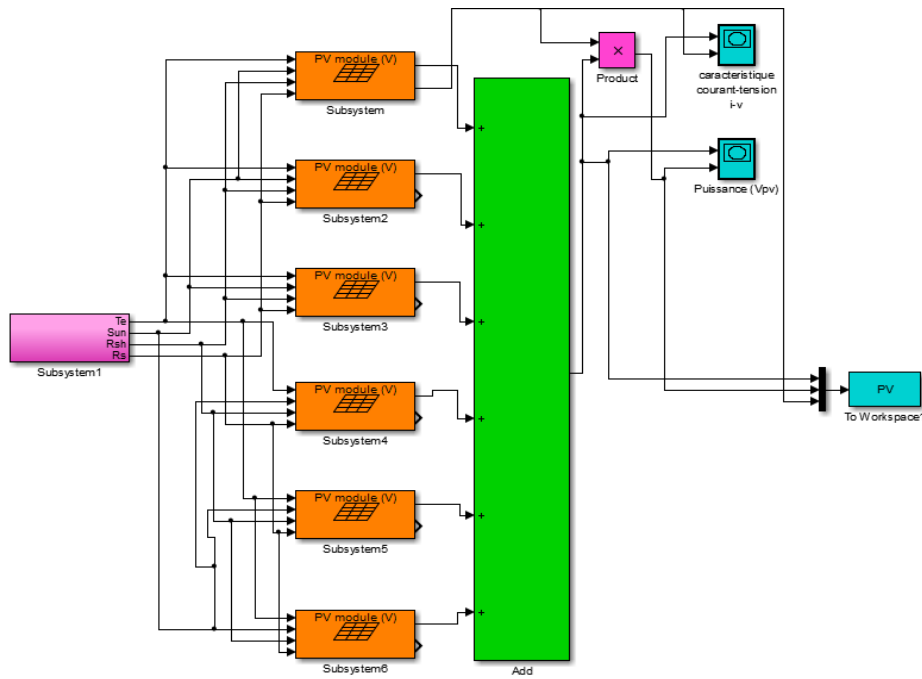 PV module (V)
Subsystem
PV module (V)
Subsystem2
PV module (V)
Subsystem3
Te
Sun
Rsh
Rs
Subsystem1
PV module (V)
Subsystem4
PV module (V)
Subsystem5
PV module (V)
Subsystem6
+
+
+
+
+
+
Add
×
Product
caracteristique
courant-tension
i-v
Puissance (Vpv)
PV
To Workspace1